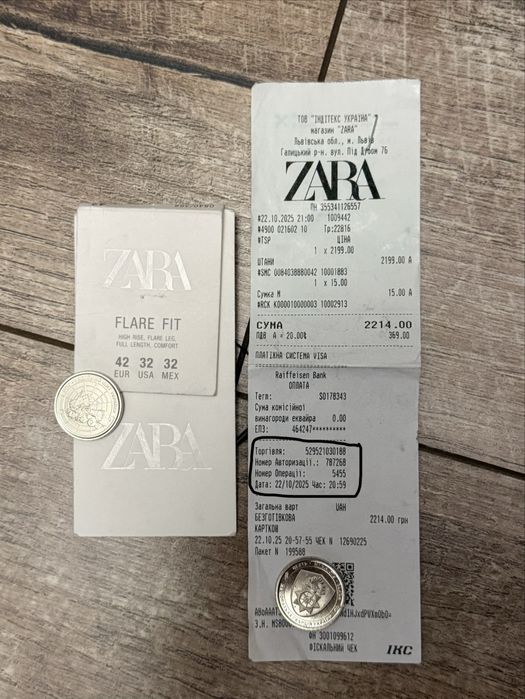 ZARA
FLARE FIT
HIGH RISE, FLARE LEG,
FULL LENGTH, COMFORT
42 32 32
EUR USA MEX
ZARA
ТОВ "ІНДІТЕКС УКРАЇНА"
магазин "ZARA"
Львівська обл., м. Львів
Галицький р-н. вул. Під Дубом 7Б
ZARA
ПН 355341126557
#22.10.2025 21:00 1009442
#4900 021602 10 Тр:22816
#TSP ЦІНА
1 x 2199.00
ШТАНИ 2199.00 А
#SMC 0084038880042 10001883
1 x 15.00
Сумка M 15.00 А
#RCK K000010000003 10002913
СУМА 2214.00
ПДВ А = 20.00% 369.00
ПЛАТІЖНА СИСТЕМА VISA
Raiffeisen Bank
ОПЛАТА
Term: S0178343
Сума комісійної
винагороди еквайра 0.00
ЕПЗ: 464247**********
Торгівля: 529521030188
Номер Авторизації.: 787268
Номер Операції: 5455
Дата: 22/10/2025 Час: 20:59
Загальна варт UAH
БЕЗГОТІВКОВА 2214.00 грн
КАРТКОЮ
22.10.25 20-57-55 ЧЕК N 12690225
Пакет N 199588
ФН 3001099612
ФІСКАЛЬНИЙ ЧЕК ІКС